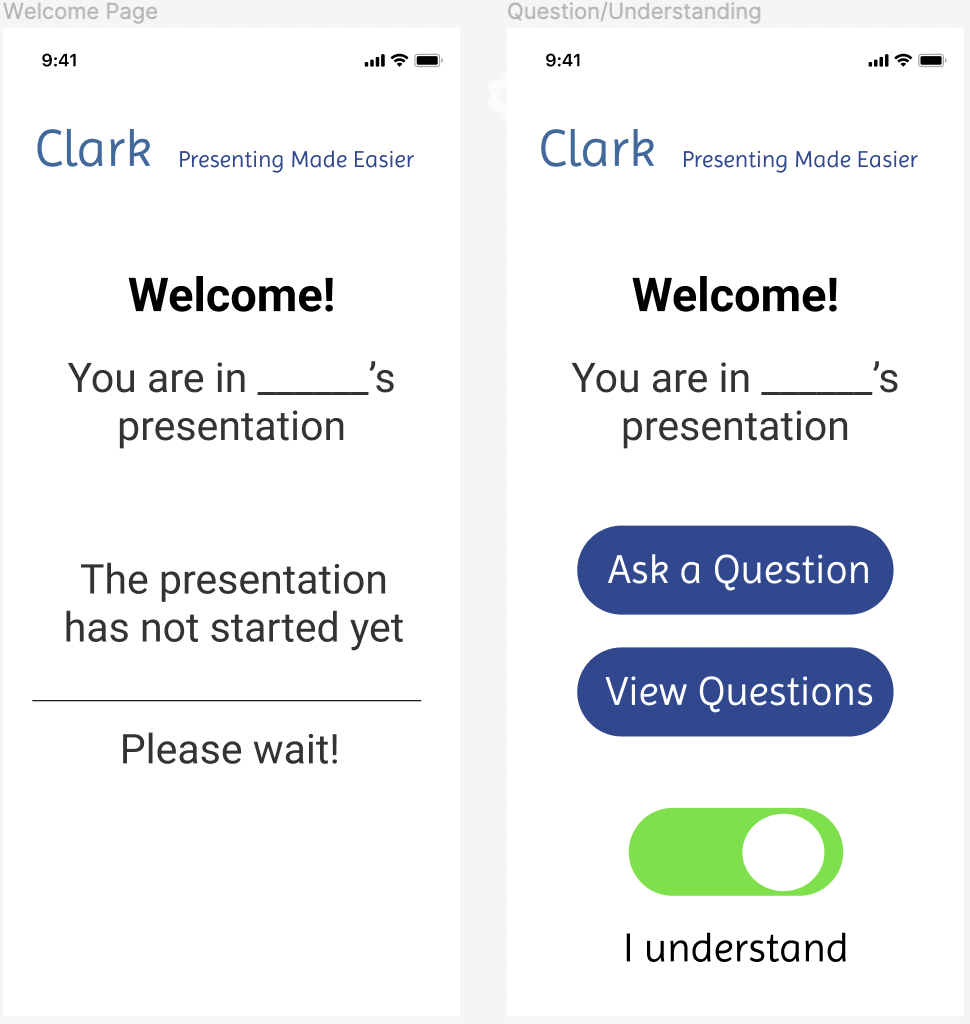 Welcome Page
9:41
Clark Presenting Made Easier
Welcome!
You are in ______’s
presentation
The presentation
has not started yet
Please wait!
Question/Understanding
9:41
Clark Presenting Made Easier
Welcome!
You are in ______’s
presentation
Ask a Question
View Questions
I understand